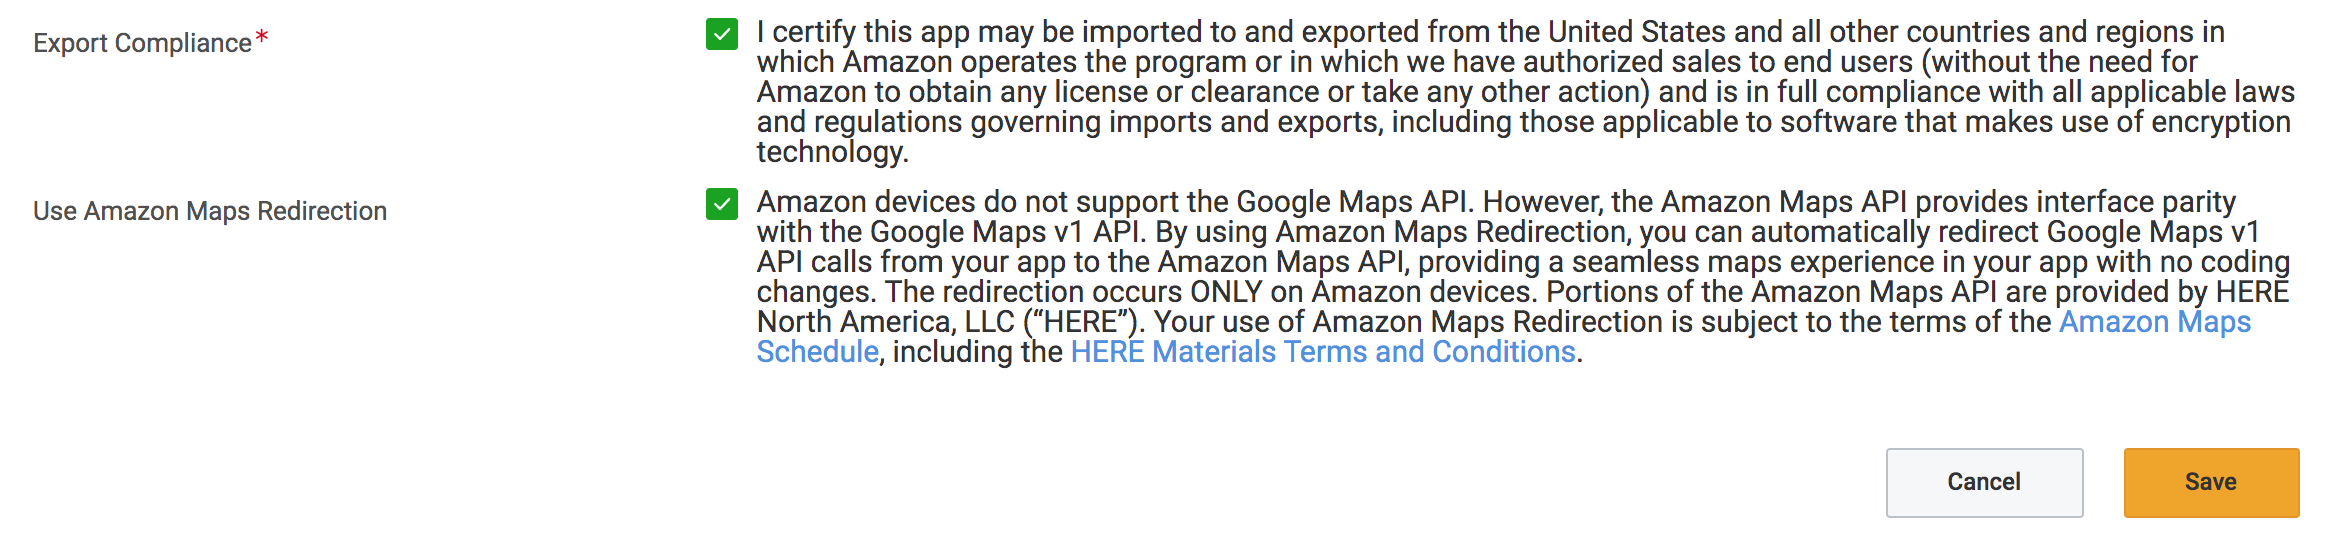 Export Compliance*
I certify this app may be imported to and exported from the United States and all other countries and regions in
which Amazon operates the program or in which we have authorized sales to end users (without the need for
Amazon to obtain any license or clearance or take any other action) and is in full compliance with all applicable laws
and regulations governing imports and exports, including those applicable to software that makes use of encryption
technology.
Use Amazon Maps Redirection
Amazon devices do not support the Google Maps API. However, the Amazon Maps API provides interface parity
with the Google Maps v1 API. By using Amazon Maps Redirection, you can automatically redirect Google Maps v1
API calls from your app to the Amazon Maps API, providing a seamless maps experience in your app with no coding
changes. The redirection occurs ONLY on Amazon devices. Portions of the Amazon Maps API are provided by HERE
North America, LLC (“HERE”). Your use of Amazon Maps Redirection is subject to the terms of the Amazon Maps
Schedule, including the HERE Materials Terms and Conditions.
Cancel
Save